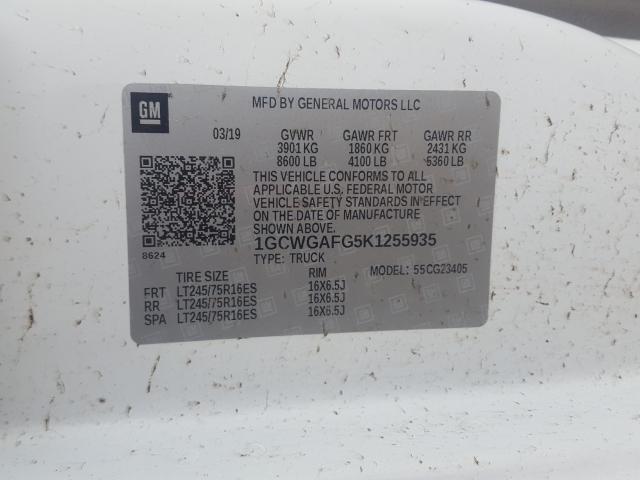 GM
MFD BY GENERAL MOTORS LLC
03/19 GVWR GAWR FRT GAWR RR
3901 KG 1860 KG 2431 KG
8600 LB 4100 LB 5360 LB
THIS VEHICLE CONFORMS TO ALL
APPLICABLE U.S. FEDERAL MOTOR
VEHICLE SAFETY STANDARDS IN EFFECT
ON THE DATE OF MANUFACTURE
SHOWN ABOVE.
1GCWGAFG5K1255935
8624
TYPE: TRUCK MODEL: 55CG23405
TIRE SIZE RIM
FRT LT245/75R16ES 16X6.5J
RR LT245/75R16ES 16X6.5J
SPA LT245/75R16ES 16X6.5J